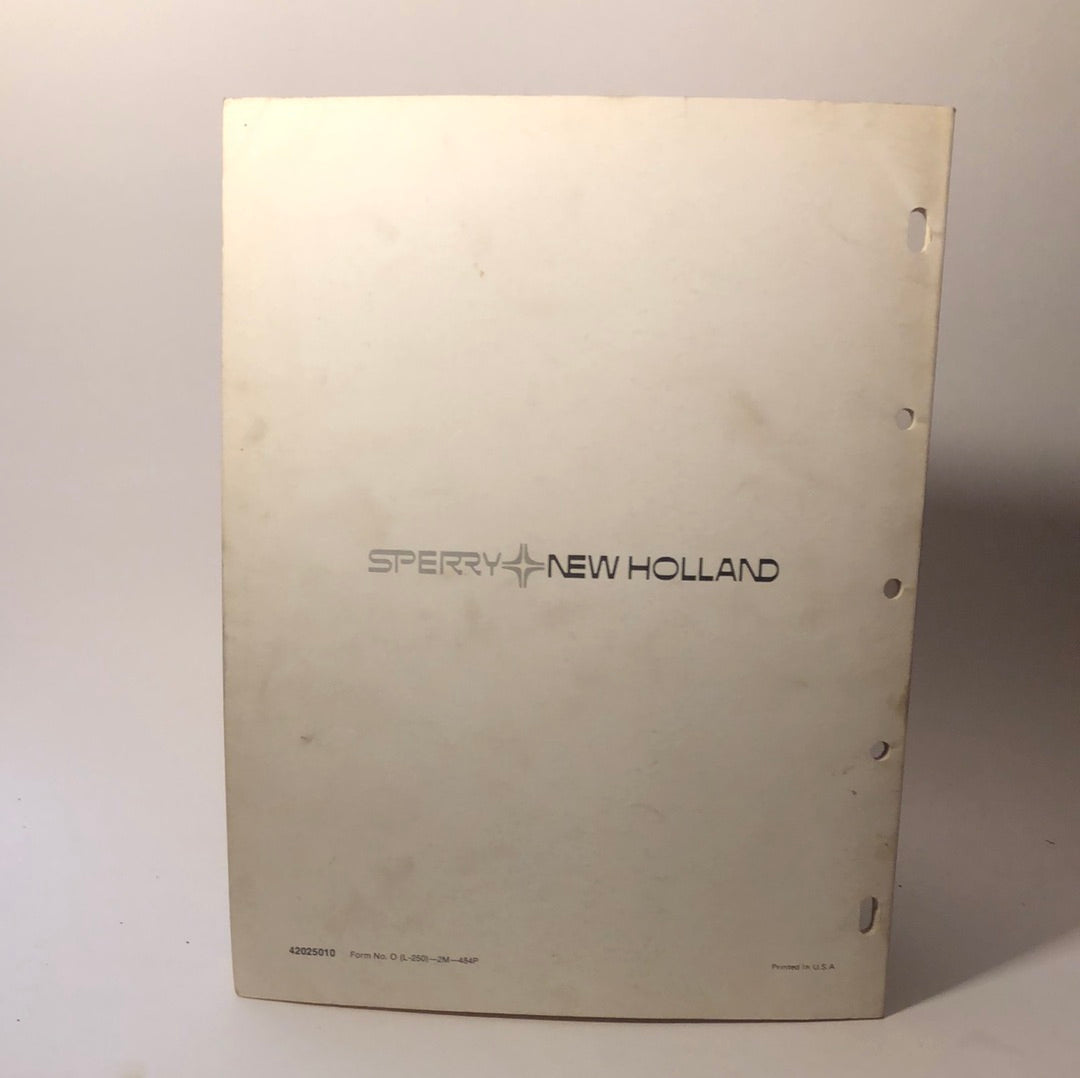 SPERRY NEW HOLLAND
42025010 Form No. O (L-250)—2M—484P
Printed In U.S.A